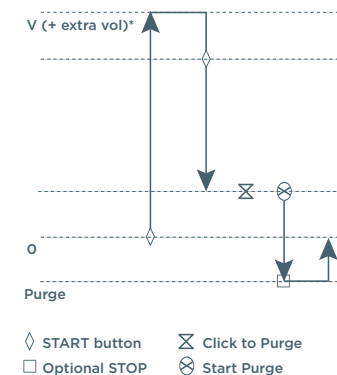 V (+ extra vol)*
0
Purge
START button
Click to Purge
Optional STOP
Start Purge